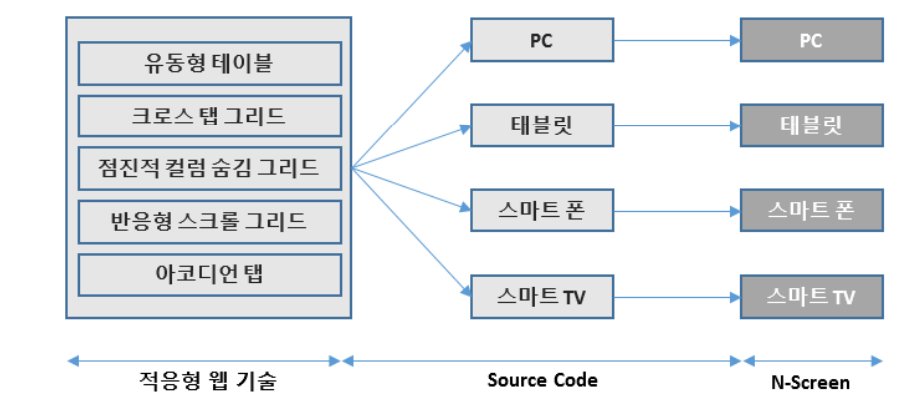 유동형 테이블
크로스 탭 그리드
점진적 컬럼 숨김 그리드
반응형 스크롤 그리드
아코디언 탭
PC
태블릿
스마트 폰
스마트 TV
PC
태블릿
스마트 폰
스마트 TV
적응형 웹 기술
Source Code
N-Screen